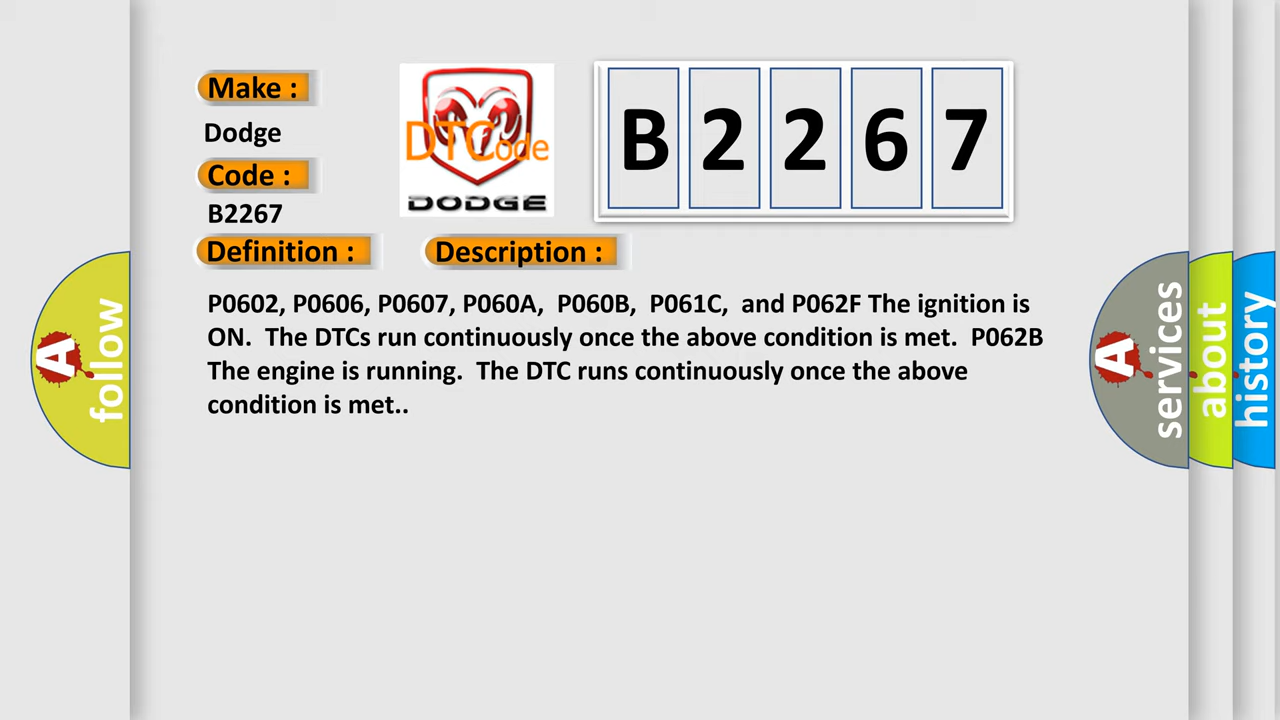 Make :
Dodge
Code :
B2267
Definition :
Description :
DTCode
DODGE
B 2 2 6 7
P0602, P0606, P0607, P060A,  P060B,  P061C,  and P062F The ignition is
ON  The DTCs run continuously once the above condition is met  P062B
The engine is running  The DTC runs continuously once the above
condition is met..
A
follow
A
services
about
history